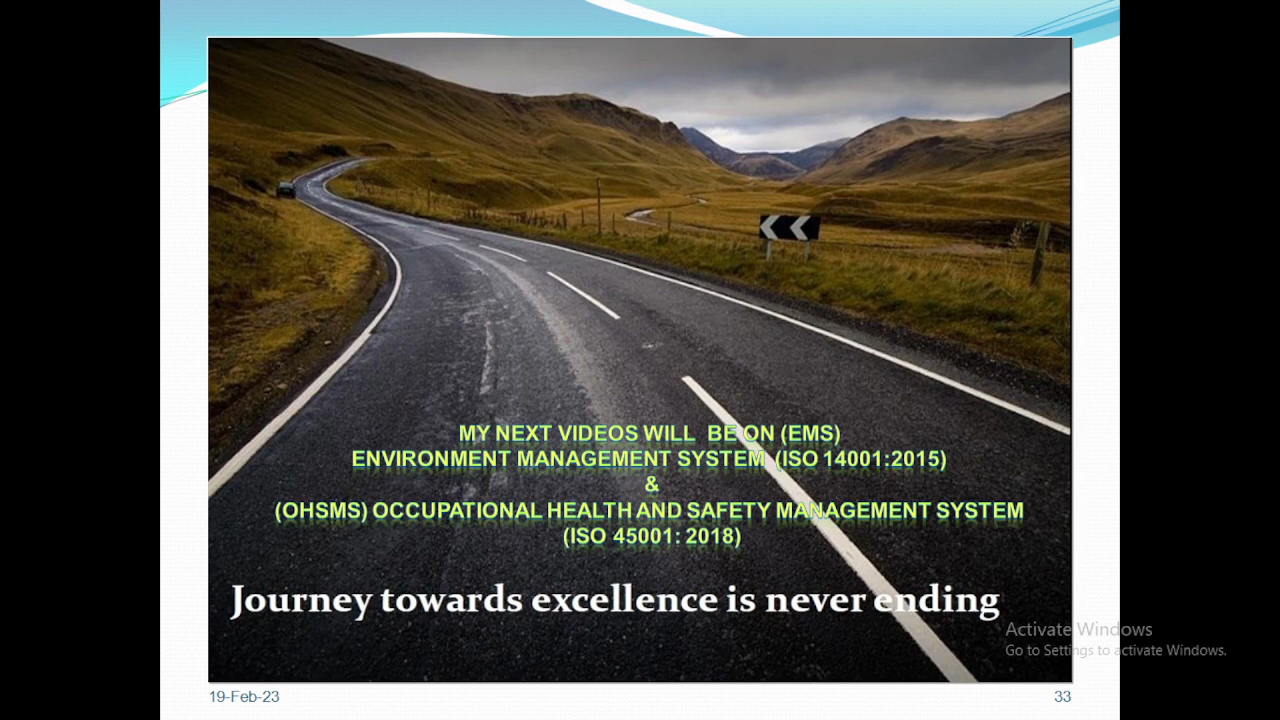 MY NEXT VIDEOS WILL BE ON (EMS)
ENVIRONMENT MANAGEMENT SYSTEM (ISO 14001:2015)
&
(OHSMS) OCCUPATIONAL HEALTH AND SAFETY MANAGEMENT SYSTEM
(ISO 45001: 2018)
Journey towards excellence is never ending
Activate Windows
Go to Settings to activate Windows.
19-Feb-23
33